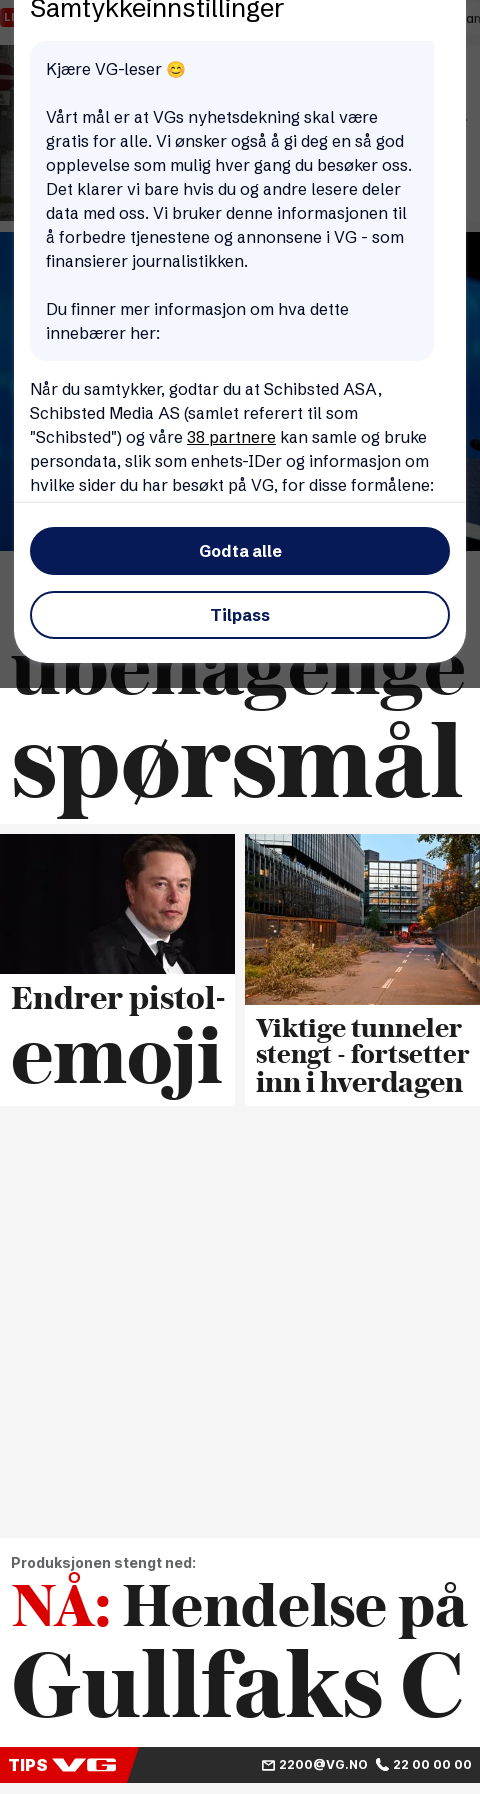 Samtykkeinnstillinger
Kjære VG-leser 😊
Vårt mål er at VGs nyhetsdekning skal være
gratis for alle. Vi ønsker også å gi deg en så god
opplevelse som mulig hver gang du besøker oss.
Det klarer vi bare hvis du og andre lesere deler
data med oss. Vi bruker denne informasjonen til
å forbedre tjenestene og annonsene i VG - som
finansierer journalistikken.
Du finner mer informasjon om hva dette
innebærer her:
Når du samtykker, godtar du at Schibsted ASA,
Schibsted Media AS (samlet referert til som
"Schibsted") og våre 38 partnere kan samle og bruke
persondata, slik som enhets-IDer og informasjon om
hvilke sider du har besøkt på VG, for disse formålene:
Godta alle
Tilpass
ubehagelige
spørsmål
Endrer pistol-
emoji
Viktige tunneler
stengt - fortsetter
inn i hverdagen
Produksjonen stengt ned:
NÅ: Hendelse på
Gullfaks C
TIPS VG
2200@VG.NO 22 00 00 00